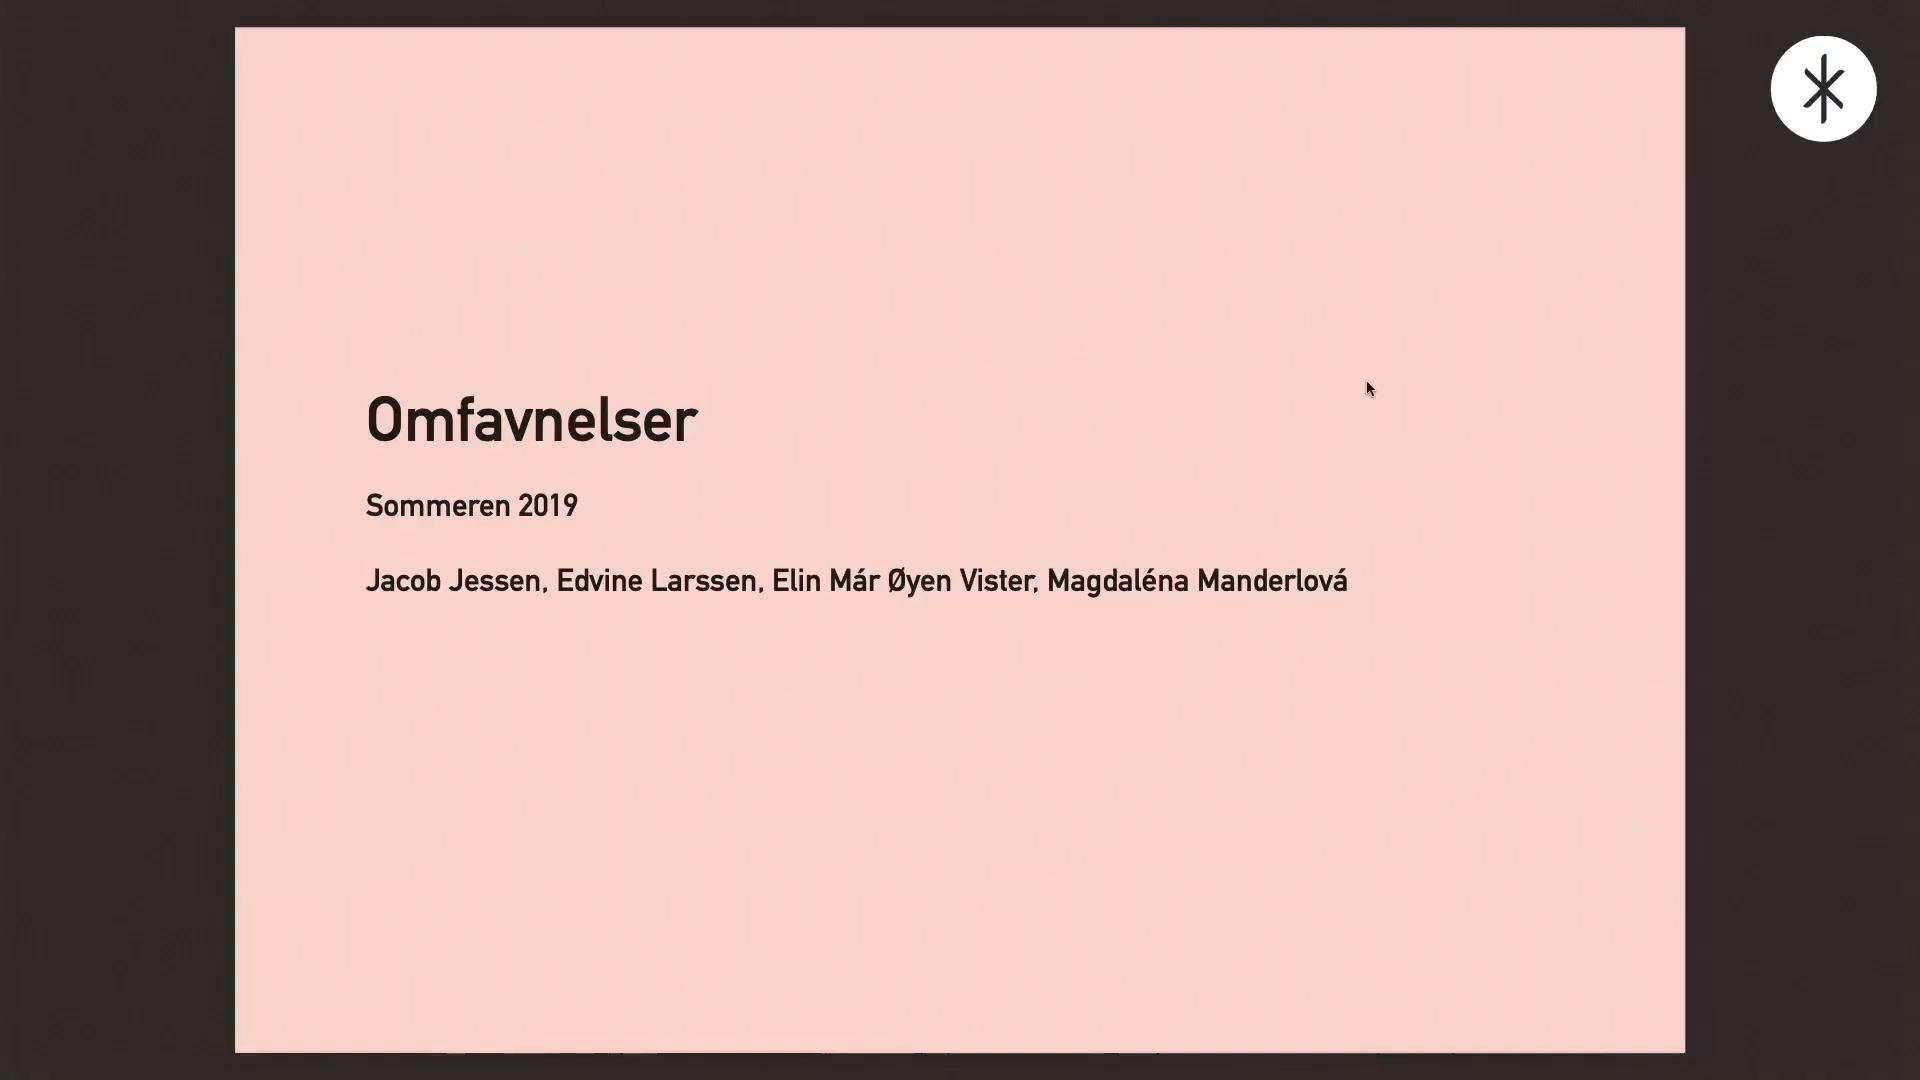 Omfavnelser
Sommeren 2019
Jacob Jessen, Edvine Larssen, Elin Már Øyen Vister, Magdaléna Manderlová